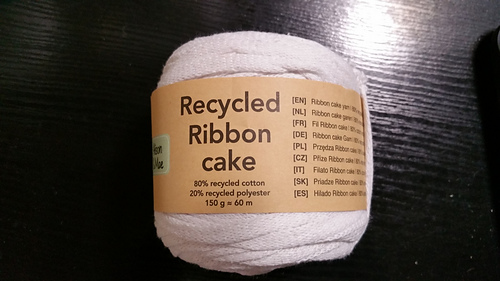 Recycled
Ribbon
cake
80% recycled cotton
20% recycled polyester
150 g = 60 m
[EN] Ribbon cake yarn
[NL] Ribbon cake garen
[FR] Fil Ribbon cake
[DE] Ribbon cake Garn
[PL] Przędza Ribbon cake
[CZ] Příze Ribbon cake
[IT] Filato Ribbon cake
[SK] Priadze Ribbon cake
[ES] Hilado Ribbon cake